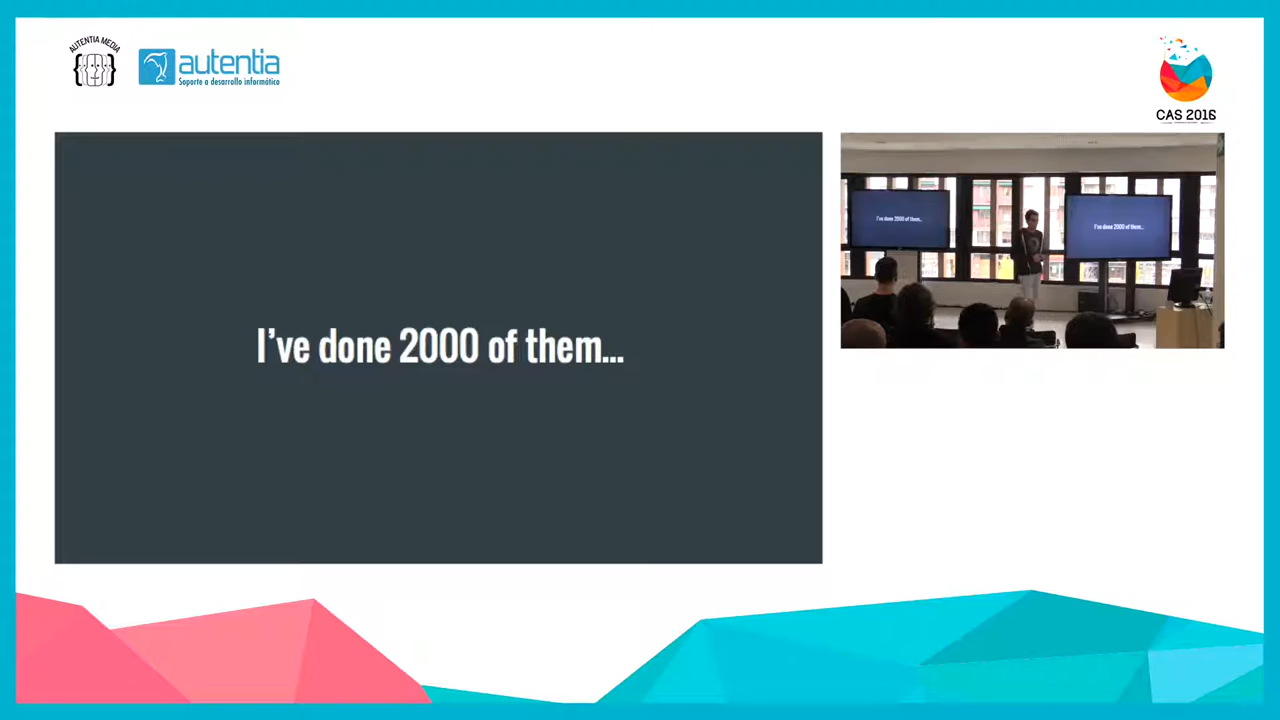 AUTENTIA MEDIA
autentia
Soporte a desarrollo informático
CAS 2016
I've done 2000 of them...
I've done 2000 of them...
I've done 2000 of them...